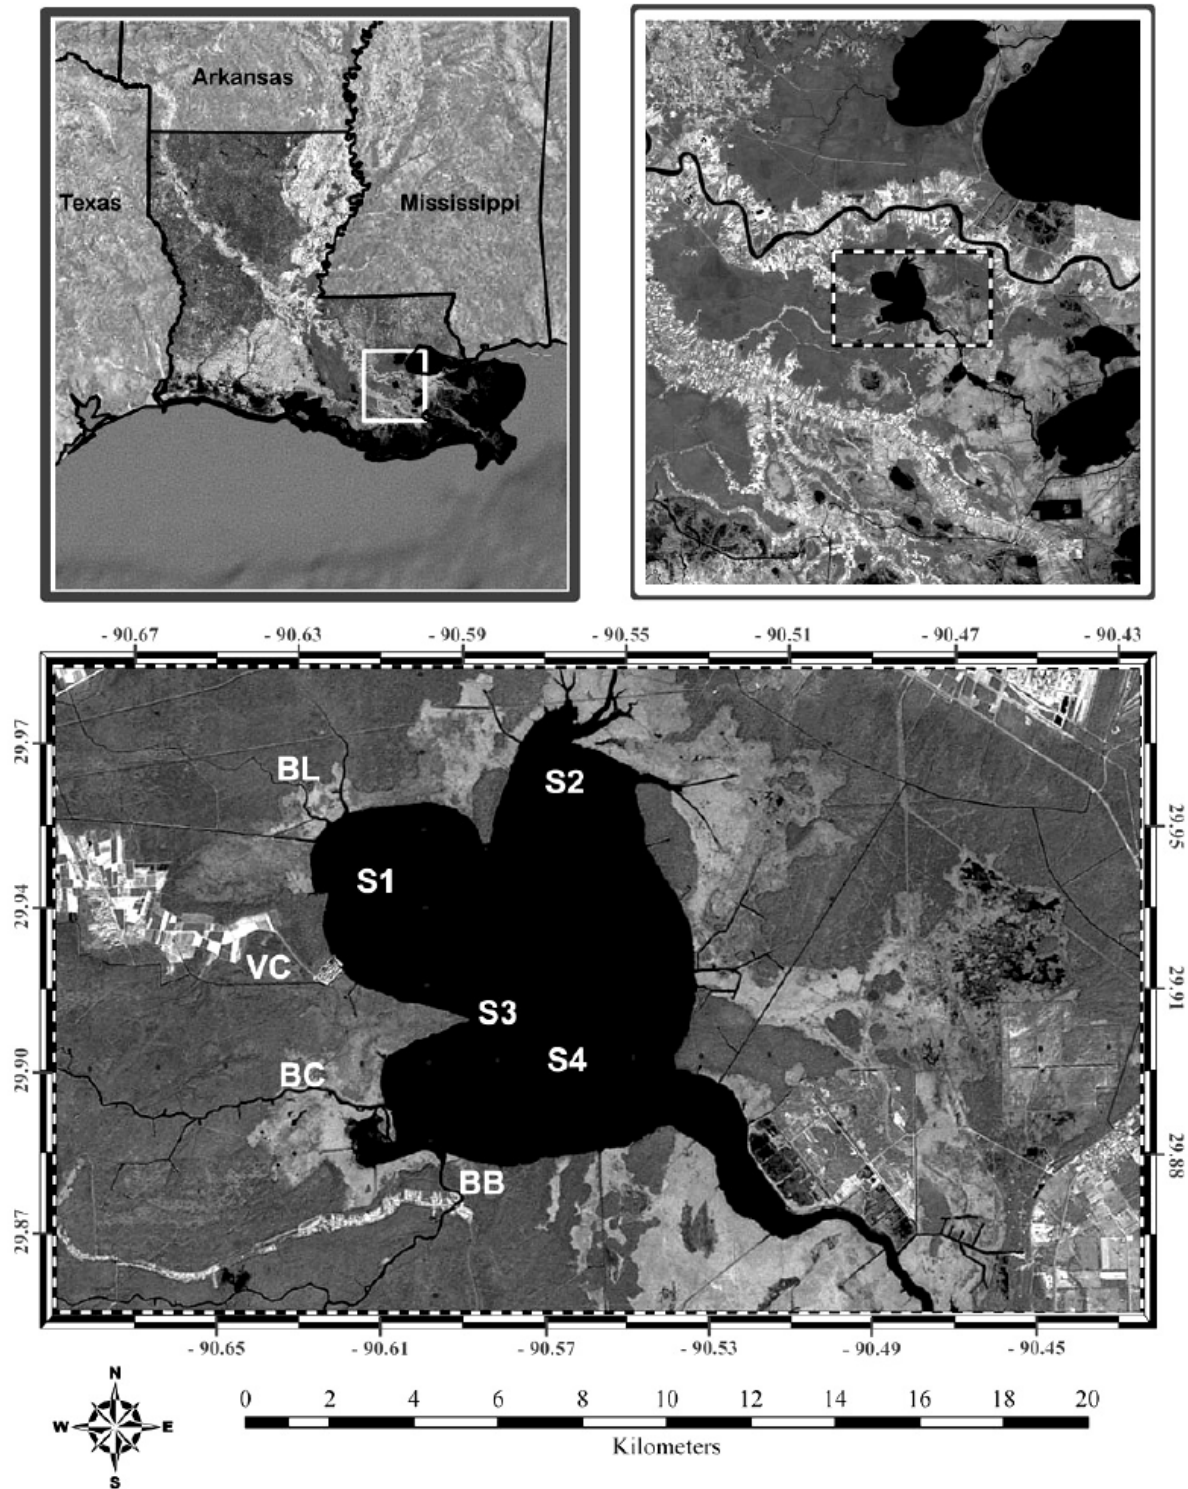 Arkansas
Texas
Mississippi
- 90.67 - 90.63 - 90.59 - 90.55 - 90.51 - 90.47 - 90.43
29.97
29.94
29.90
29.87
29.95
29.91
29.88
BL
S2
S1
VC
S3
S4
BC
BB
- 90.65 - 90.61 - 90.57 - 90.53 - 90.49 - 90.45
N
W E
S
0 2 4 6 8 10 12 14 16 18 20
Kilometers